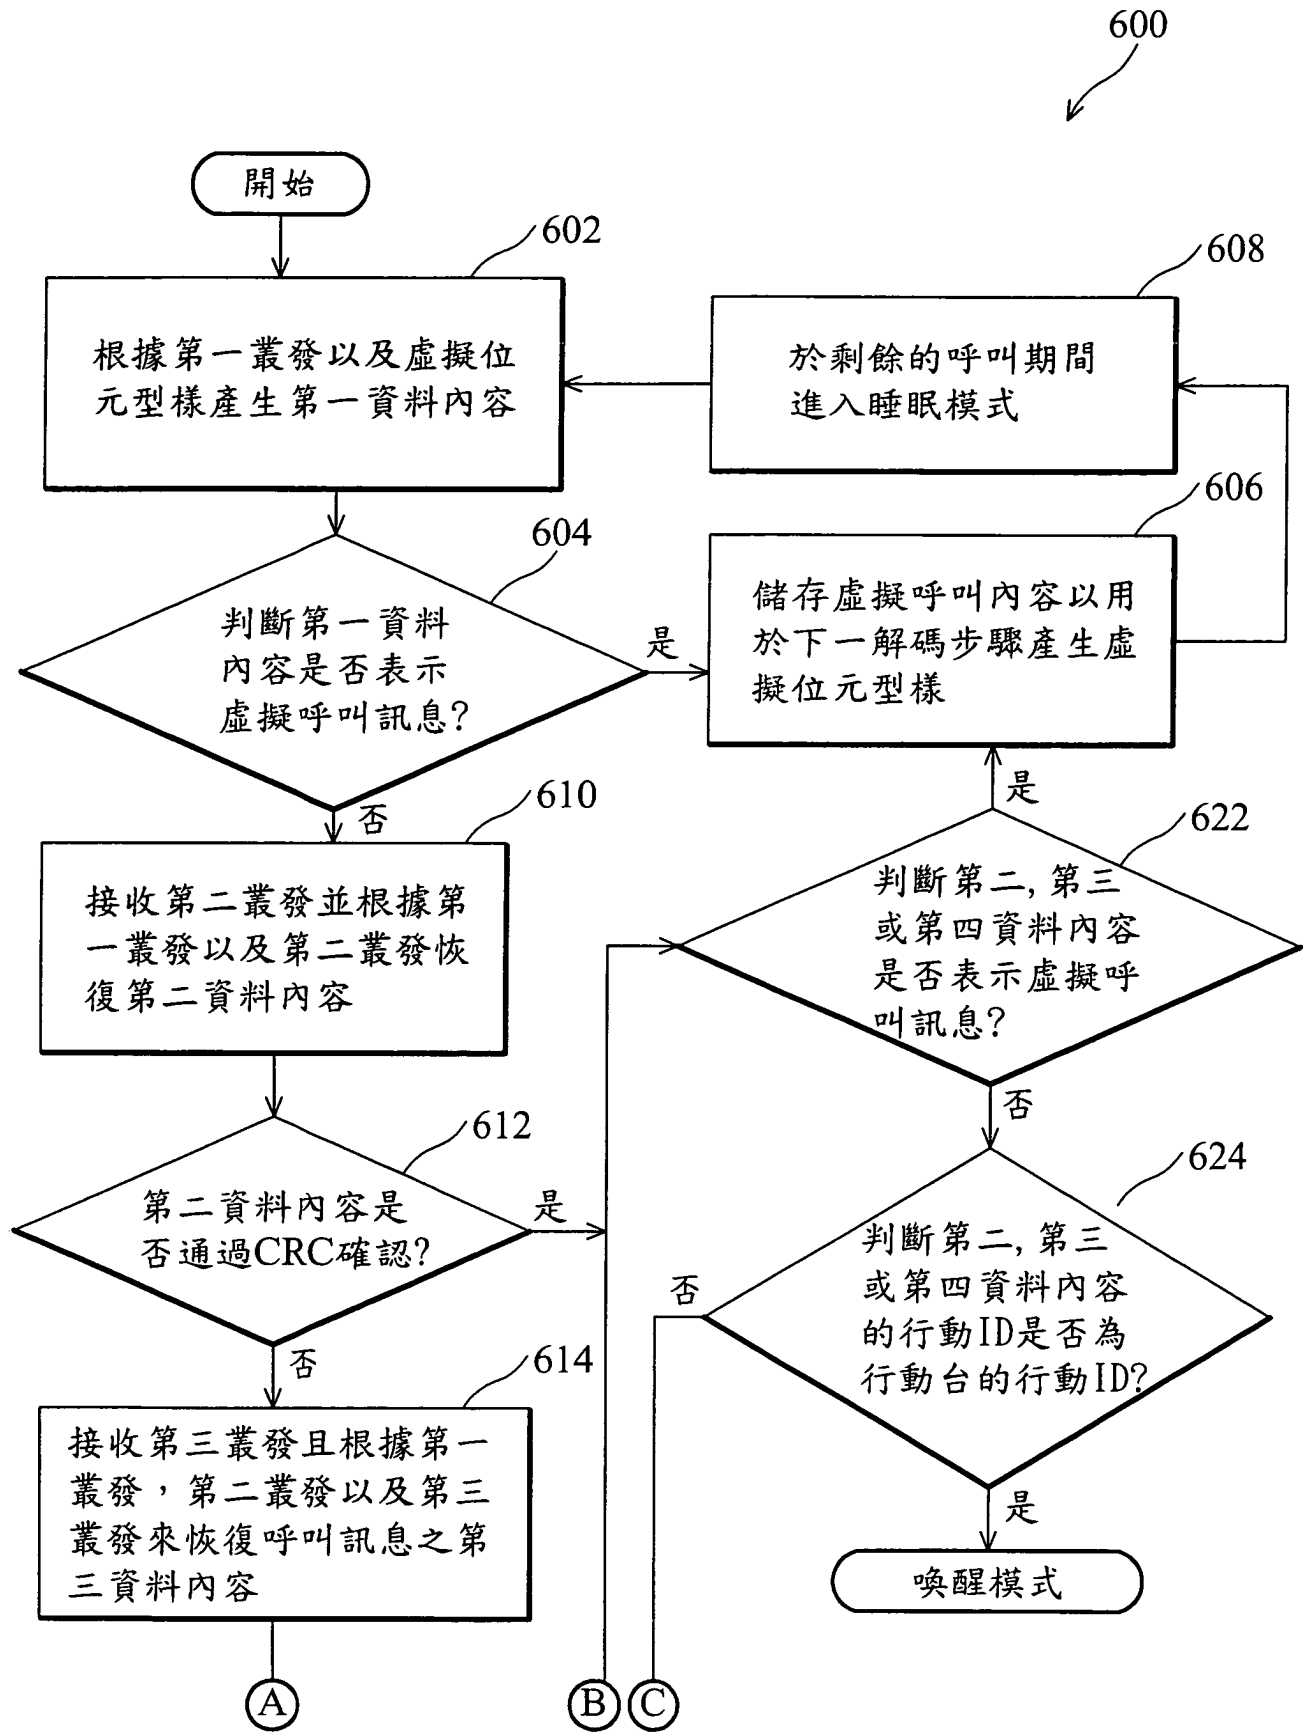 600
開始
602
根據第一叢發以及虛擬位
元型樣產生第一資料內容
608
於剩餘的呼叫期間
進入睡眠模式
604
判斷第一資料
內容是否表示
虛擬呼叫訊息?
是
否
606
儲存虛擬呼叫內容以用
於下一解碼步驟產生虛
擬位元型樣
610
接收第二叢發並根據第
一叢發以及第二叢發恢
復第二資料內容
是
622
判斷第二, 第三
或第四資料內容
是否表示虛擬呼
叫訊息?
否
612
第二資料內容是
否通過CRC確認?
是
否
624
判斷第二, 第三
或第四資料內容
的行動ID是否為
行動台的行動ID?
否
是
614
接收第三叢發且根據第一
叢發,第二叢發以及第三
叢發來恢復呼叫訊息之第
三資料內容
喚醒模式
A
B
C